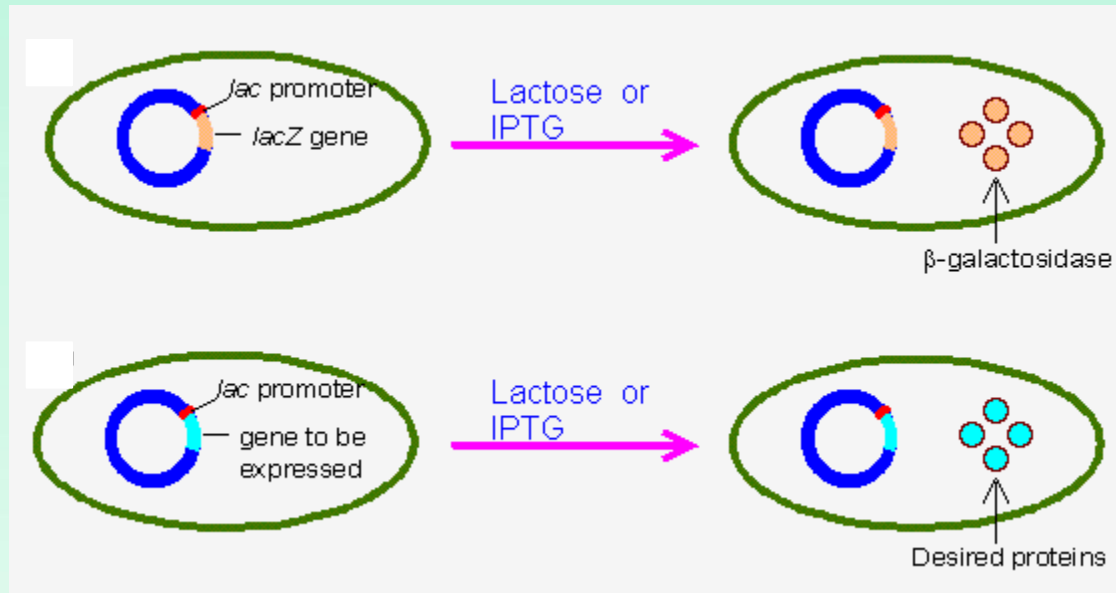 lac promoter
lacZ gene
Lactose or
IPTG
β-galactosidase
lac promoter
gene to be
expressed
Lactose or
IPTG
Desired proteins